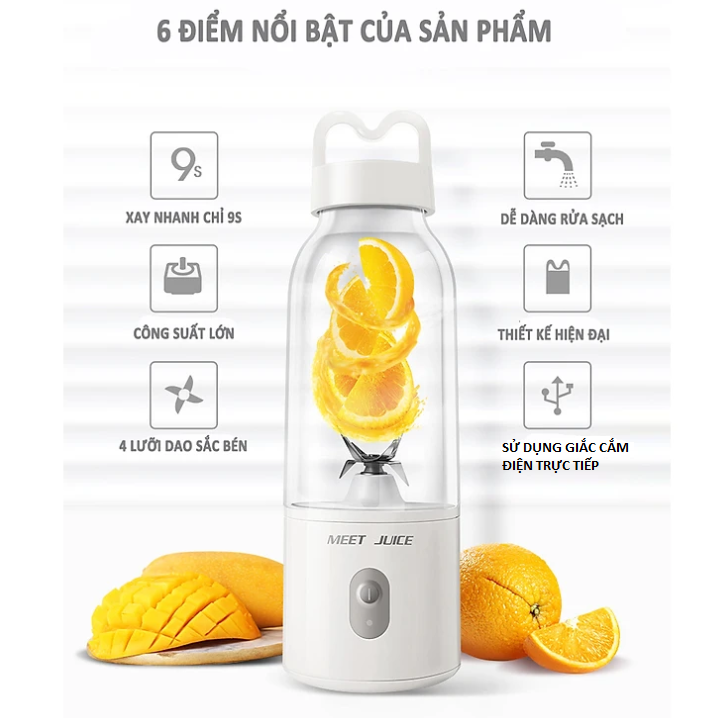 6 ĐIỂM NỔI BẬT CỦA SẢN PHẨM
9s
XAY NHANH CHỈ 9S
DỄ DÀNG RỬA SẠCH
CÔNG SUẤT LỚN
THIẾT KẾ HIỆN ĐẠI
4 LƯỠI DAO SẮC BÉN
SỬ DỤNG GIẮC CẮM
ĐIỆN TRỰC TIẾP
MEET JUICE